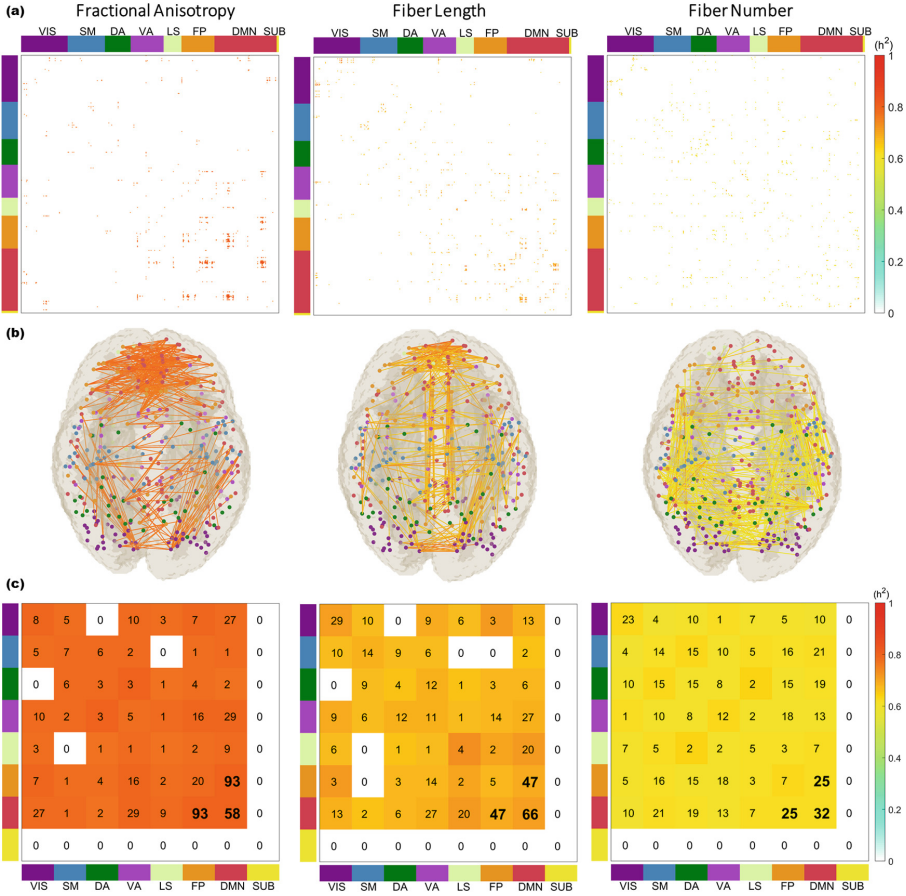 (a) Fractional Anisotropy Fiber Length Fiber Number
VIS SM DA VA LS FP DMN SUB VIS SM DA VA LS FP DMN SUB VIS SM DA VA LS FP DMN SUB
(h²)
1
0.8
0.6
0.4
0.2
0
(b)
(c)
(h²)
8 5 0 10 3 7 27 0 29 10 0 9 6 3 13 0 23 4 10 1 7 5 10 0 1
5 7 6 2 0 1 1 0 10 14 9 6 0 0 2 0 4 14 15 10 5 16 21 0 0.8
0 6 3 3 1 4 2 0 0 9 4 12 1 3 6 0 10 15 15 8 2 15 19 0 0.6
10 2 3 5 1 16 29 0 9 6 12 11 1 14 27 0 1 10 8 12 2 18 13 0
3 0 1 1 1 2 9 0 6 0 1 1 4 2 20 0 7 5 2 2 5 3 7 0 0.4
7 1 4 16 2 20 93 0 3 0 3 14 2 5 47 0 5 16 15 18 3 7 25 0 0.2
27 1 2 29 9 93 58 0 13 2 6 27 20 47 66 0 10 21 19 13 7 25 32 0
0 0 0 0 0 0 0 0 0 0 0 0 0 0 0 0 0 0 0 0 0 0 0 0 0
VIS SM DA VA LS FP DMN SUB VIS SM DA VA LS FP DMN SUB VIS SM DA VA LS FP DMN SUB